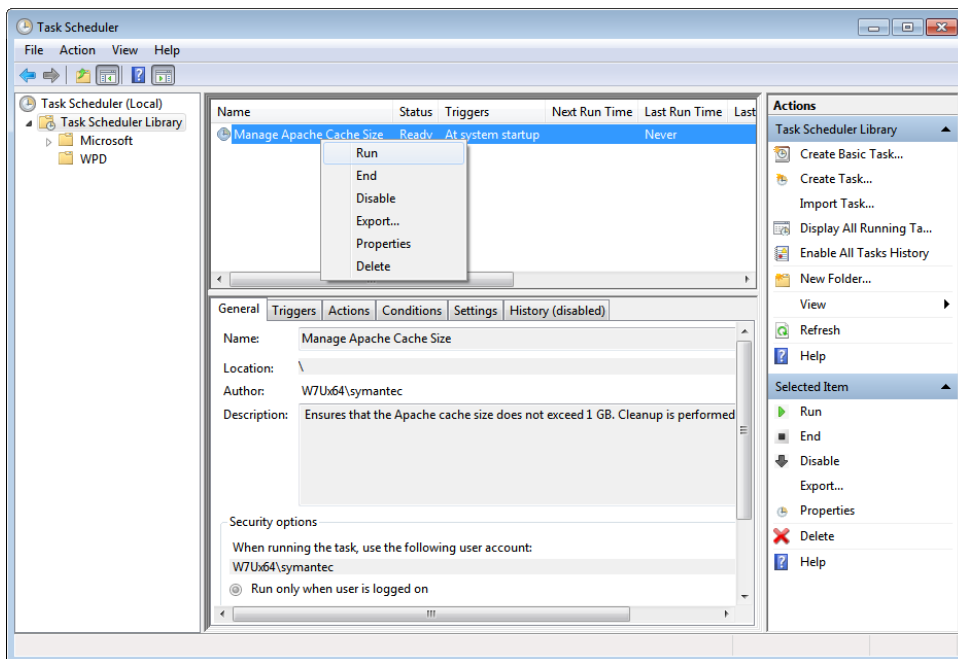 Task Scheduler
File Action View Help
Task Scheduler (Local)
Task Scheduler Library
Microsoft
WPD
Name Status Triggers Next Run Time Last Run Time Last
Manage Apache Cache Size Ready At system startup Never
Run
End
Disable
Export...
Properties
Delete
General Triggers Actions Conditions Settings History (disabled)
Name: Manage Apache Cache Size
Location: \
Author: W7Ux64\symantec
Description: Ensures that the Apache cache size does not exceed 1 GB. Cleanup is performed
Security options
When running the task, use the following user account:
W7Ux64\symantec
Run only when user is logged on
Actions
Task Scheduler Library
Create Basic Task...
Create Task...
Import Task...
Display All Running Ta...
Enable All Tasks History
New Folder...
View
Refresh
Help
Selected Item
Run
End
Disable
Export...
Properties
Delete
Help